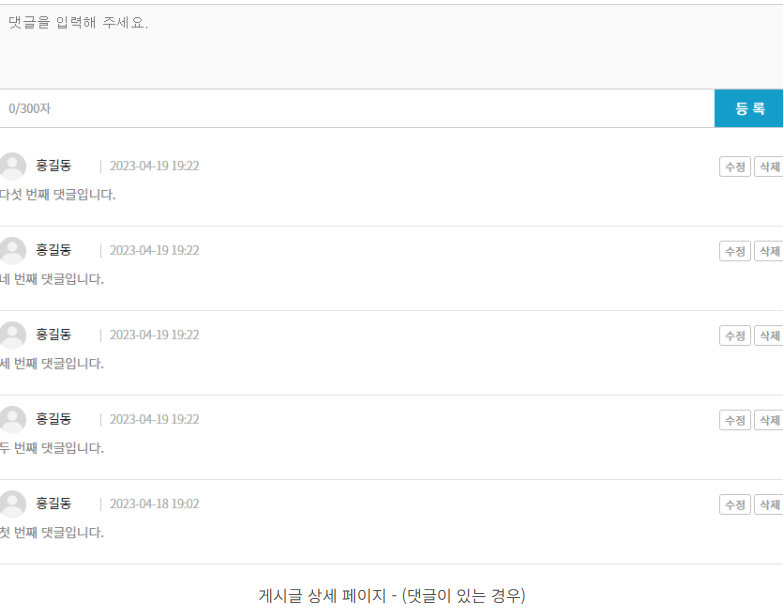 댓글을 입력해 주세요.
0/300자
등록
홍길동 | 2023-04-19 19:22 수정 삭제
다섯 번째 댓글입니다.
홍길동 | 2023-04-19 19:22 수정 삭제
네 번째 댓글입니다.
홍길동 | 2023-04-19 19:22 수정 삭제
세 번째 댓글입니다.
홍길동 | 2023-04-19 19:22 수정 삭제
두 번째 댓글입니다.
홍길동 | 2023-04-18 19:02 수정 삭제
첫 번째 댓글입니다.
게시글 상세 페이지 - (댓글이 있는 경우)